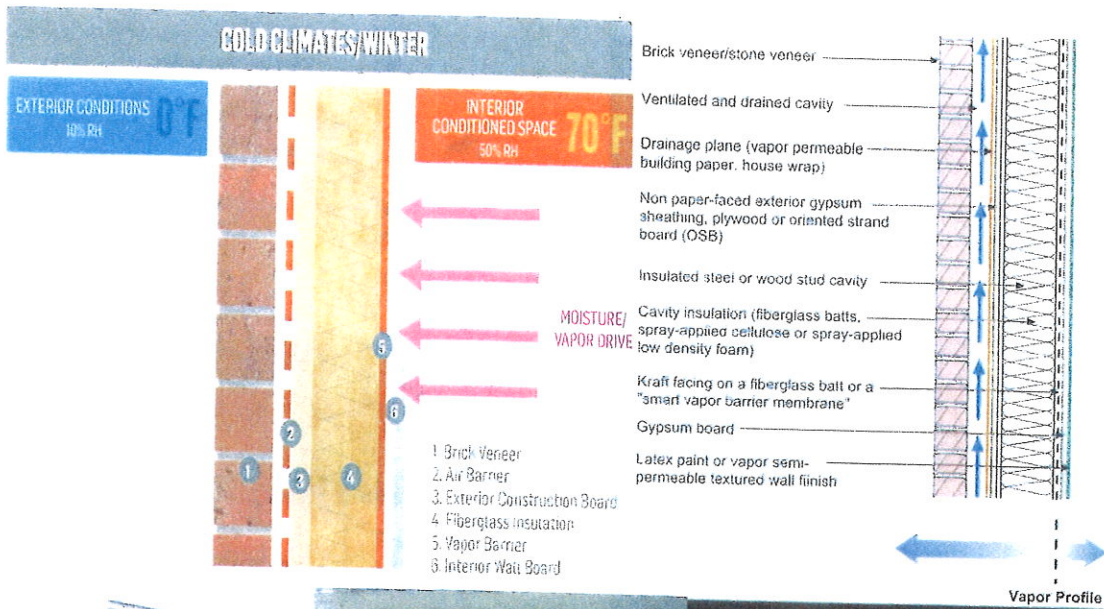 COLD CLIMATES/WINTER
EXTERIOR CONDITIONS
10% RH
0°F
INTERIOR
CONDITIONED SPACE
50% RH
70°F
MOISTURE/
VAPOR DRIVE
1
2
3
4
5
6
1 Brick Veneer
2. Air Barrier
3. Exterior Construction Board
4 Fiberglass Insulation
5. Vapor Barrier
6. Interior Wall Board
Brick veneer/stone veneer
Ventilated and drained cavity
Drainage plane (vapor permeable
building paper, house wrap)
Non paper-faced exterior gypsum
sheathing, plywood or oriented strand
board (OSB)
Insulated steel or wood stud cavity
Cavity insulation (fiberglass batts,
spray-applied cellulose or spray-applied
low density foam)
Kraft facing on a fiberglass batt or a
"smart vapor barrier membrane"
Gypsum board
Latex paint or vapor semi-
permeable textured wall fiinish
Vapor Profile